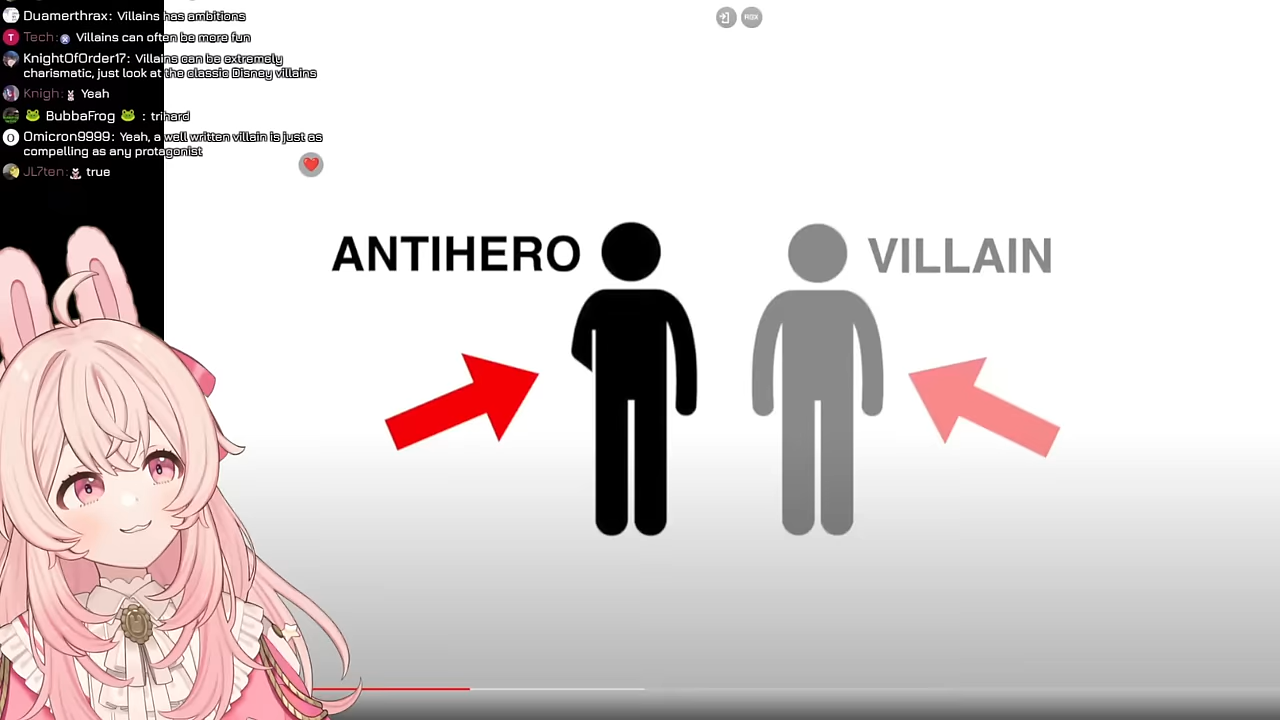 Duamerthrax: Villains has ambitions
Tech: Villains can often be more fun
KnightOfOrder17: Villains can be extremely
charismatic, just look at the classic Disney villains
Knigh: Yeah
🐸 BubbaFrog 🐸 : trihard
Omicron9999: Yeah, a well written villain is just as
compelling as any protagonist
JL7ten: true
ANTIHERO
VILLAIN